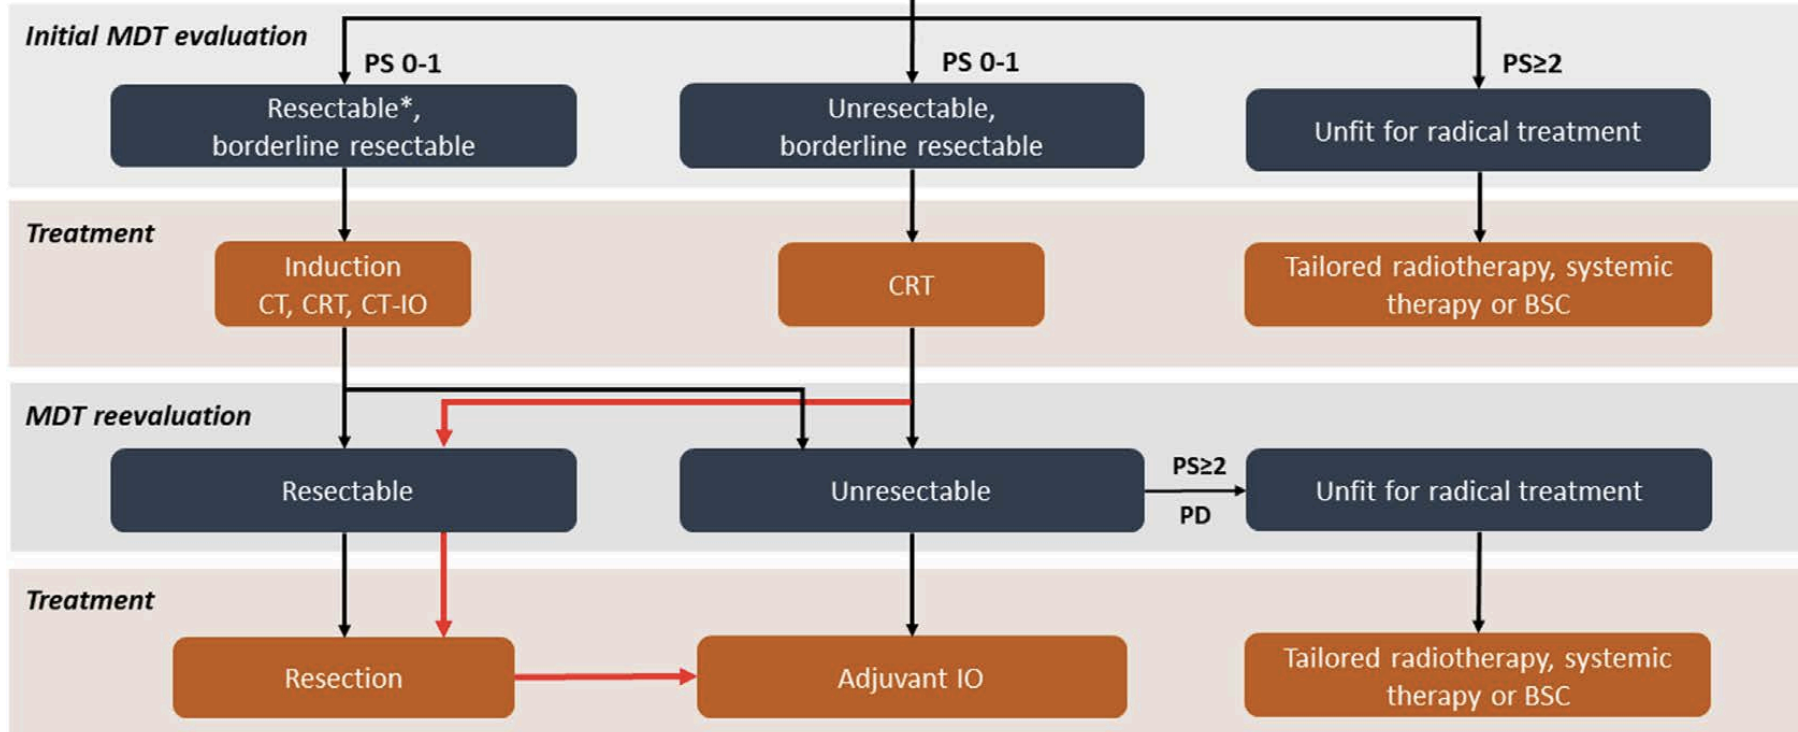 Initial MDT evaluation
PS 0-1
PS 0-1
PS≥2
Resectable*,
borderline resectable
Unresectable,
borderline resectable
Unfit for radical treatment
Treatment
Induction
CT, CRT, CT-IO
CRT
Tailored radiotherapy, systemic
therapy or BSC
MDT reevaluation
Resectable
Unresectable
PS≥2
PD
Unfit for radical treatment
Treatment
Resection
Adjuvant IO
Tailored radiotherapy, systemic
therapy or BSC